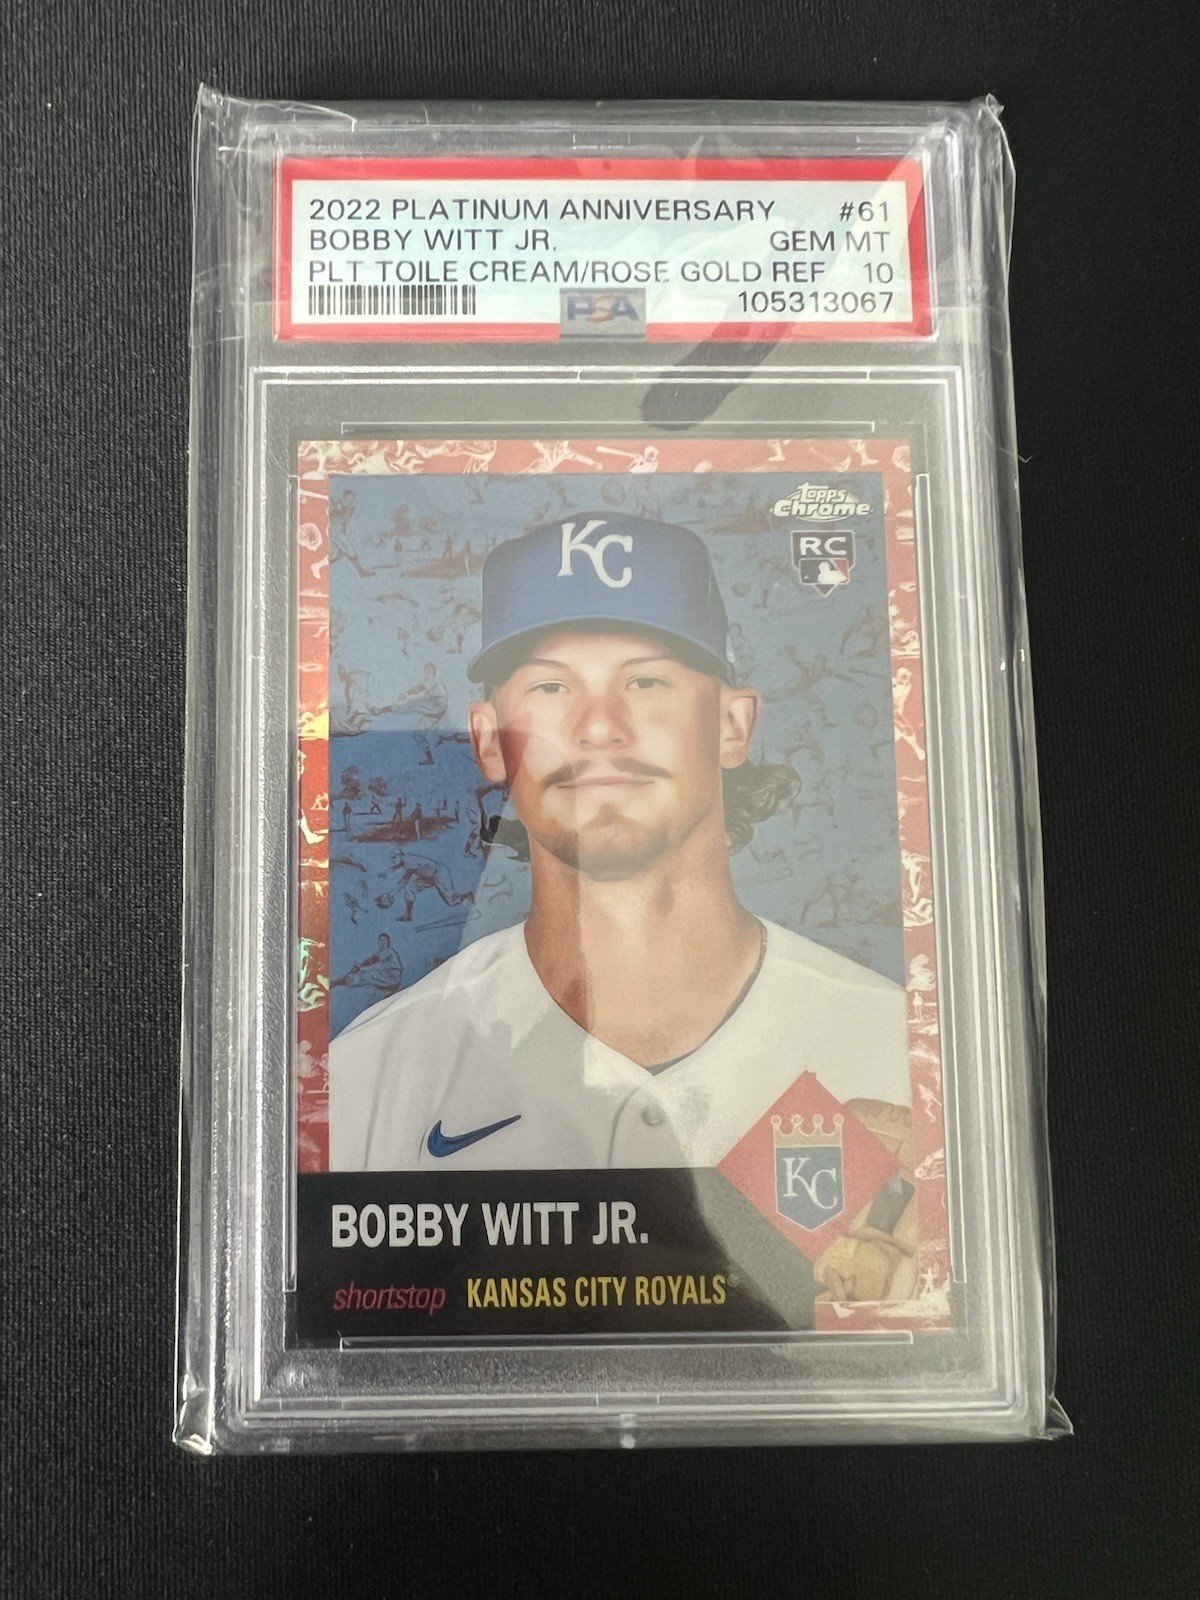 2022 PLATINUM ANNIVERSARY #61
BOBBY WITT JR. GEM MT
PLT TOILE CREAM/ROSE GOLD REF 10
105313067
PSA
Topps
Chrome
RC
KC
KC
BOBBY WITT JR.
shortstop KANSAS CITY ROYALS